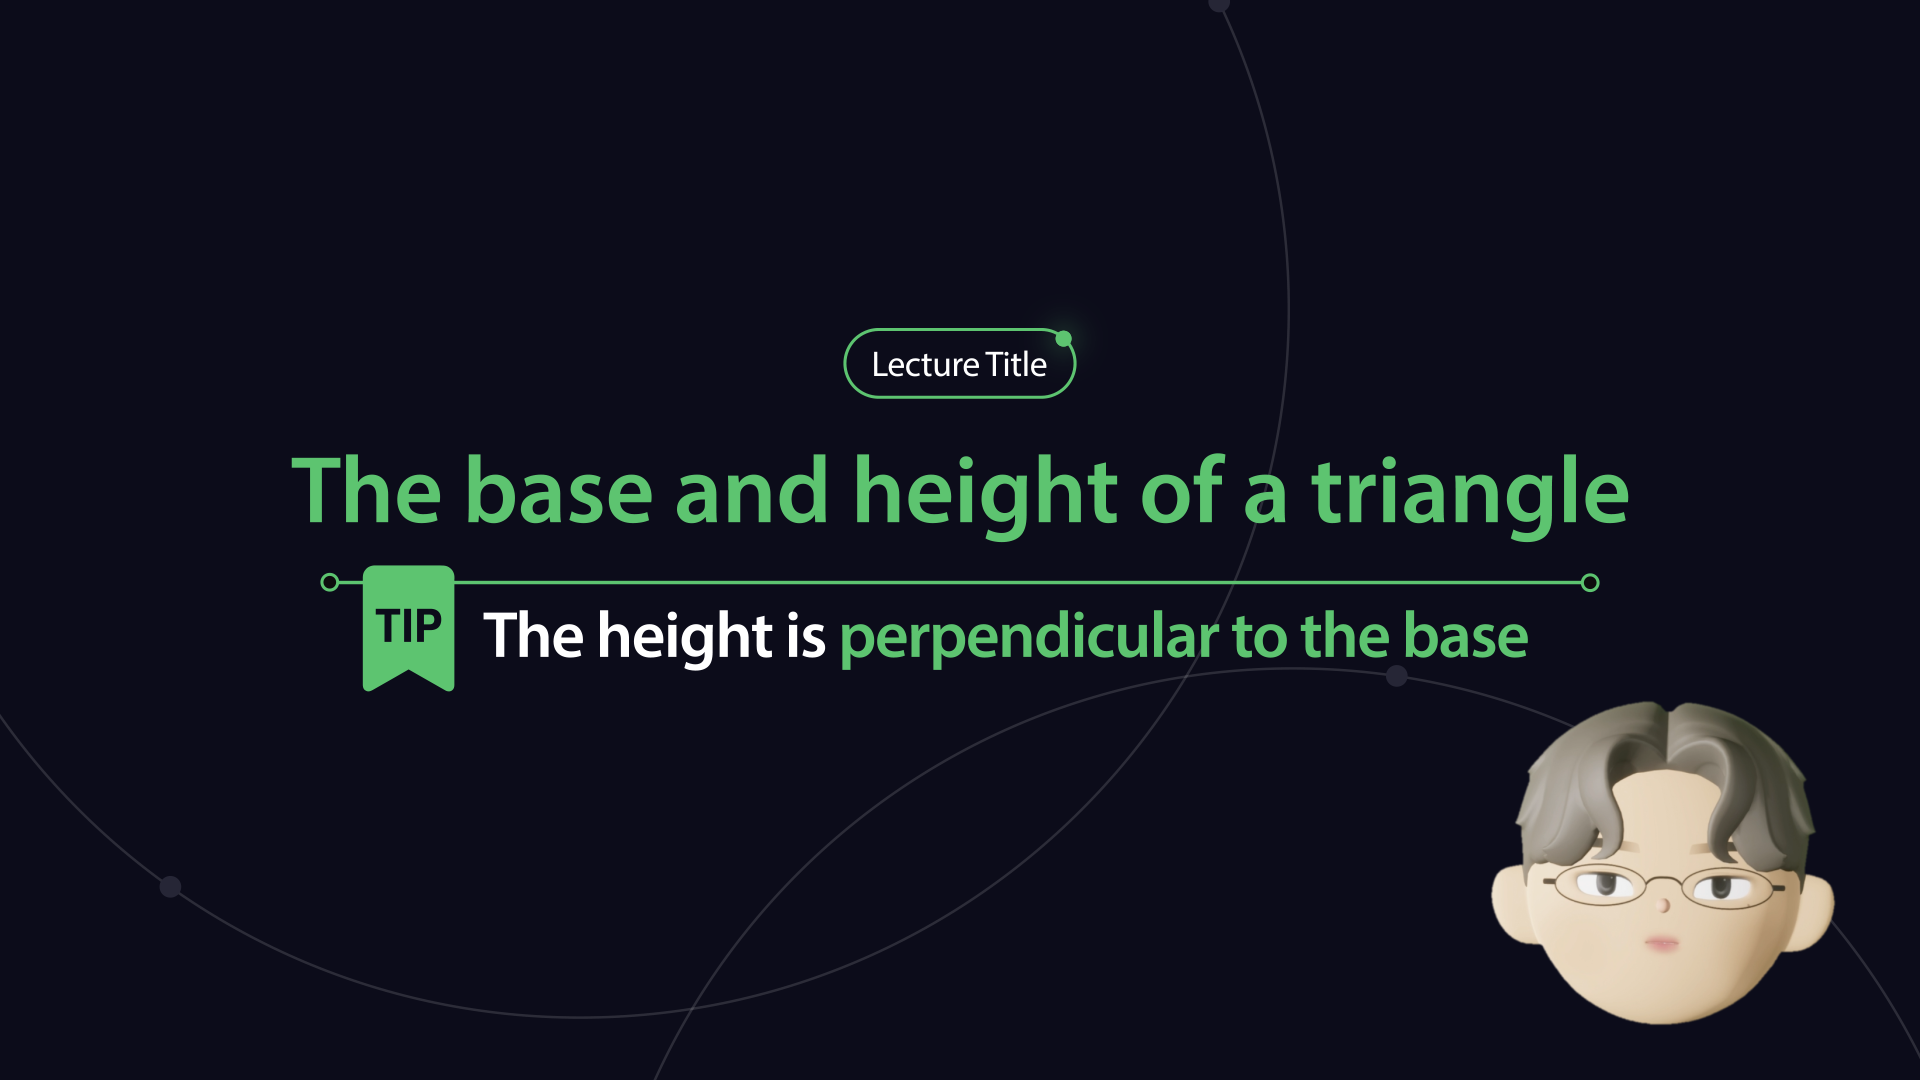 Lecture Title
The base and height of a triangle
TIP
The height is perpendicular to the base